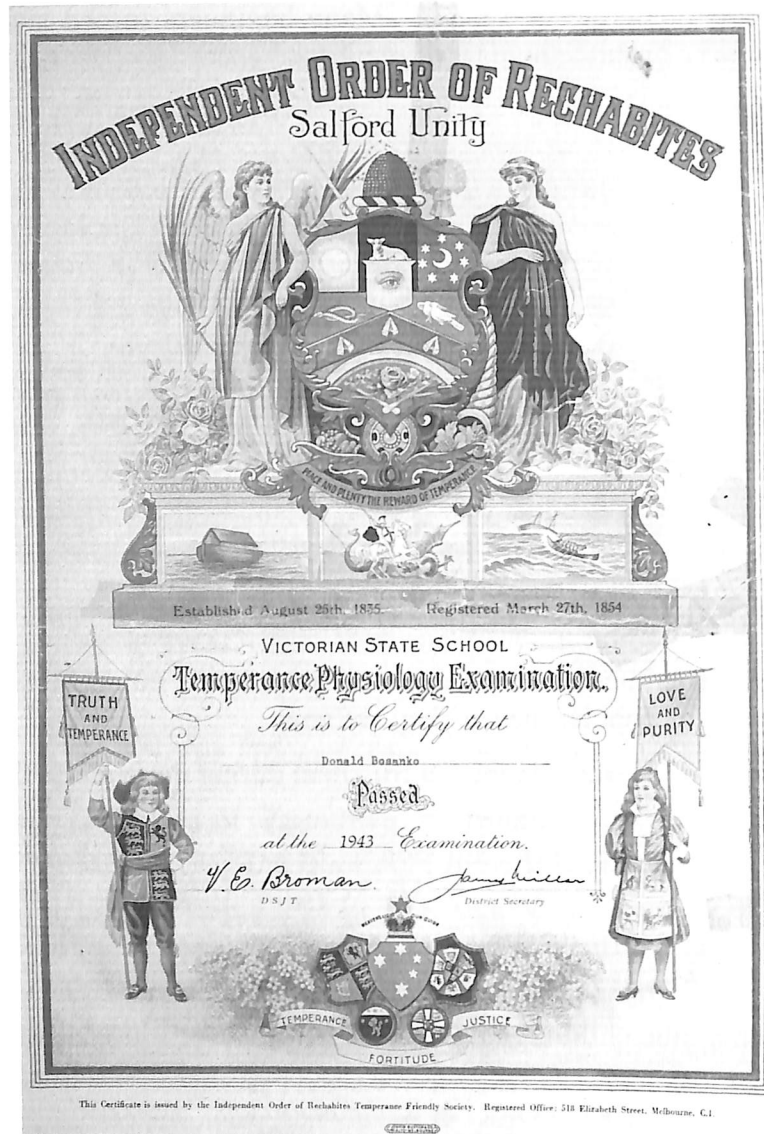 INDEPENDENT ORDER OF RECHABITES
Salford Unity
PEACE AND PLENTY THE REWARD OF TEMPERANCE
Established August 25th, 1835. Registered March 27th, 1854
VICTORIAN STATE SCHOOL
Temperance Physiology Examination.
TRUTH
AND
TEMPERANCE
LOVE
AND
PURITY
This is to Certify that
Donald Bosanko
Passed
at the 1943 Examination.
V. E. Broman.
DSJT
District Secretary
OUR GUIDE
TEMPERANCE
JUSTICE
FORTITUDE
This Certificate is issued by the Independent Order of Rechabites Temperance Friendly Society. Registered Office: 518 Elizabeth Street, Melbourne, C.1.